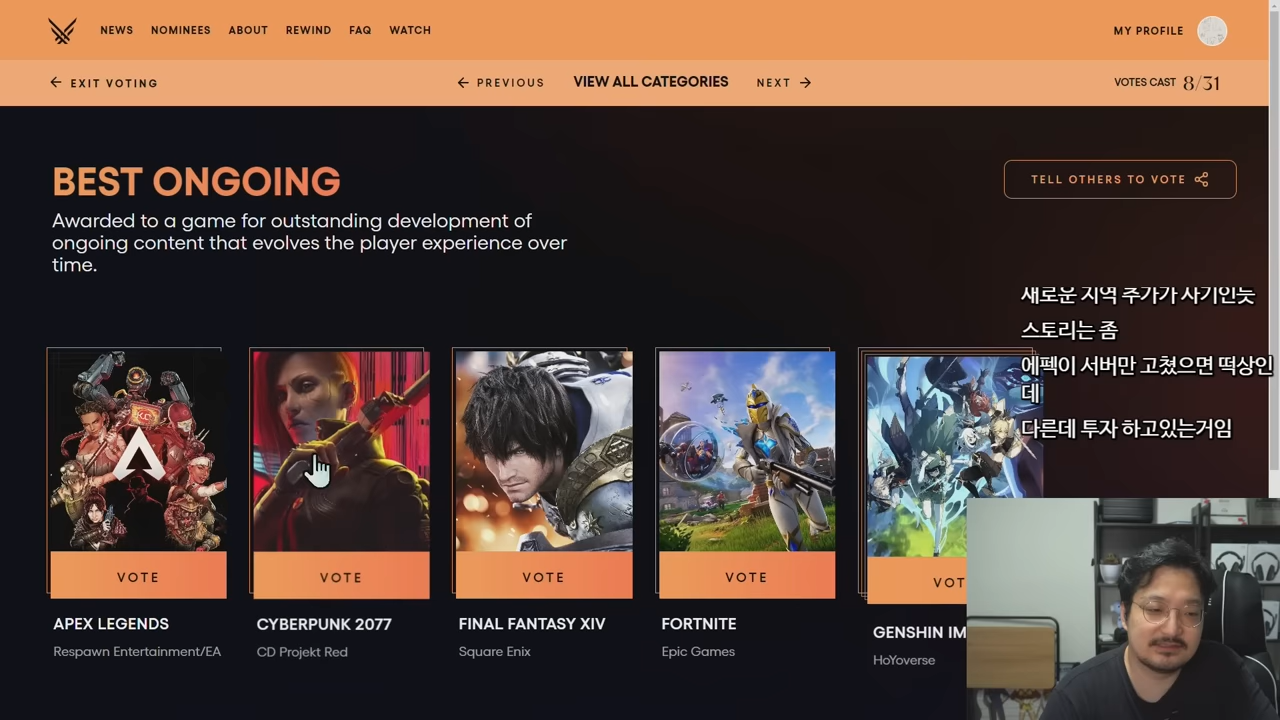 NEWS NOMINEES ABOUT REWIND FAQ WATCH MY PROFILE
EXIT VOTING PREVIOUS VIEW ALL CATEGORIES NEXT VOTES CAST 8/31
BEST ONGOING
TELL OTHERS TO VOTE
Awarded to a game for outstanding development of
ongoing content that evolves the player experience over
time.
새로운 지역 추가가 사기인듯
스토리는 좀
에펙이 서버만 고쳤으면 떡상인
데
다른데 투자 하고있는거임
VOTE VOTE VOTE VOTE VOT
APEX LEGENDS CYBERPUNK 2077 FINAL FANTASY XIV FORTNITE GENSHIN IM
Respawn Entertainment/EA CD Projekt Red Square Enix Epic Games HoYoverse